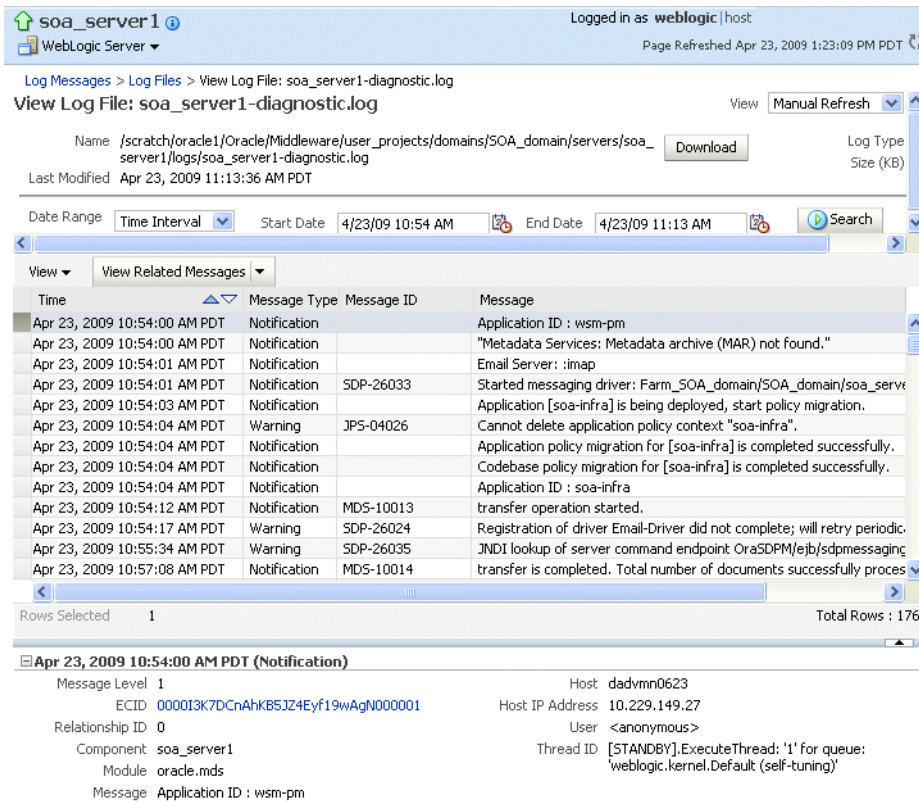 soa_server1
Logged in as weblogic|host
WebLogic Server
Page Refreshed Apr 23, 2009 1:23:09 PM PDT
Log Messages > Log Files > View Log File: soa_server1-diagnostic.log
View Log File: soa_server1-diagnostic.log
View Manual Refresh
Name /scratch/oracle1/Oracle/Middleware/user_projects/domains/SOA_domain/servers/soa_
server1/logs/soa_server1-diagnostic.log
Download
Log Type
Size (KB)
Last Modified Apr 23, 2009 11:13:36 AM PDT
Date Range Time Interval Start Date 4/23/09 10:54 AM End Date 4/23/09 11:13 AM Search
View View Related Messages
Time Message Type Message ID Message
Apr 23, 2009 10:54:00 AM PDT Notification Application ID : wsm-pm
Apr 23, 2009 10:54:00 AM PDT Notification "Metadata Services: Metadata archive (MAR) not found."
Apr 23, 2009 10:54:01 AM PDT Notification Email Server: :imap
Apr 23, 2009 10:54:01 AM PDT Notification SDP-26033 Started messaging driver: Farm_SOA_domain/SOA_domain/soa_serve
Apr 23, 2009 10:54:03 AM PDT Notification Application [soa-infra] is being deployed, start policy migration.
Apr 23, 2009 10:54:04 AM PDT Warning JPS-04026 Cannot delete application policy context "soa-infra".
Apr 23, 2009 10:54:04 AM PDT Notification Application policy migration for [soa-infra] is completed successfully.
Apr 23, 2009 10:54:04 AM PDT Notification Codebase policy migration for [soa-infra] is completed successfully.
Apr 23, 2009 10:54:04 AM PDT Notification Application ID : soa-infra
Apr 23, 2009 10:54:12 AM PDT Notification MDS-10013 transfer operation started.
Apr 23, 2009 10:54:17 AM PDT Warning SDP-26024 Registration of driver Email-Driver did not complete; will retry periodic
Apr 23, 2009 10:55:34 AM PDT Warning SDP-26035 JNDI lookup of server command endpoint OraSDPM/ejb/sdpmessaging
Apr 23, 2009 10:57:08 AM PDT Notification MDS-10014 transfer is completed. Total number of documents successfully proces
Rows Selected 1 Total Rows : 176
Apr 23, 2009 10:54:00 AM PDT (Notification)
Message Level 1
ECID 0000I3K7DCnAhKB5JZ4Eyf19wAgN000001
Relationship ID 0
Component soa_server1
Module oracle.mds
Message Application ID : wsm-pm
Host dadvmn0623
Host IP Address 10.229.149.27
User <anonymous>
Thread ID [STANDBY].ExecuteThread: '1' for queue:
'weblogic.kernel.Default (self-tuning)'